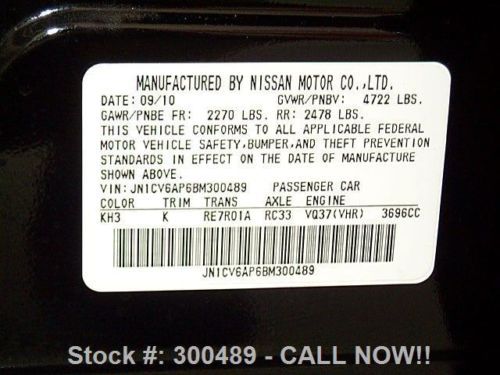 MANUFACTURED BY NISSAN MOTOR CO.,LTD.
DATE: 09/10 GVWR/PNBV: 4722 LBS.
GAWR/PNBE FR: 2270 LBS. RR: 2478 LBS.
THIS VEHICLE CONFORMS TO ALL APPLICABLE FEDERAL
MOTOR VEHICLE SAFETY,BUMPER,AND THEFT PREVENTION
STANDARDS IN EFFECT ON THE DATE OF MANUFACTURE
SHOWN ABOVE.
VIN:JN1CV6AP6BM300489 PASSENGER CAR
COLOR TRIM TRANS AXLE ENGINE
KH3 K RE7R01A RC33 VQ37(VHR) 3696CC
JN1CV6AP6BM300489
Stock #: 300489 - CALL NOW!!